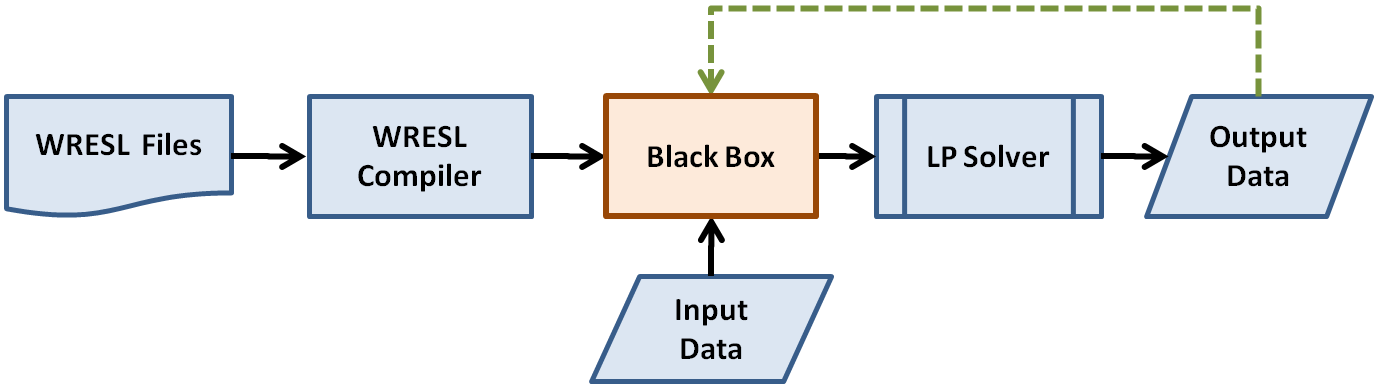 WRESL Files
WRESL
Compiler
Black Box
LP Solver
Output
Data
Input
Data